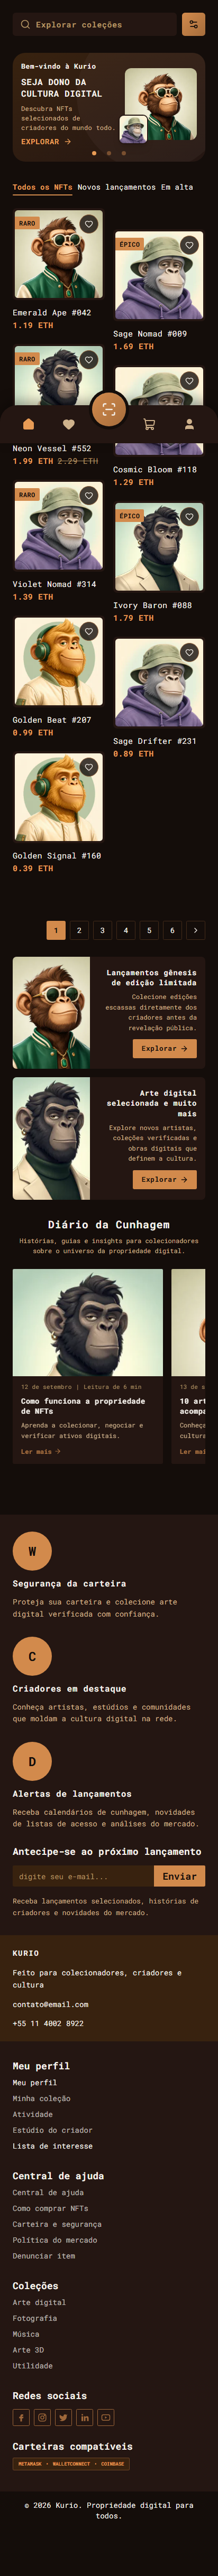 Explorar coleções
Bem-vindo à Kurio
SEJA DONO DA
CULTURA DIGITAL
Descubra NFTs
selecionados de
criadores do mundo todo.
EXPLORAR →
Todos os NFTs Novos lançamentos Em alta
RARO
Emerald Ape #042
1.19 ETH
ÉPICO
Sage Nomad #009
1.69 ETH
RARO
Neon Vessel #552
1.99 ETH 2.29 ETH
Cosmic Bloom #118
1.29 ETH
RARO
Violet Nomad #314
1.39 ETH
ÉPICO
Ivory Baron #088
1.79 ETH
Golden Beat #207
0.99 ETH
Sage Drifter #231
0.89 ETH
Golden Signal #160
0.39 ETH
1 2 3 4 5 6 >
Lançamentos gênesis
de edição limitada
Colecione edições
escassas diretamente dos
criadores antes da
revelação pública.
Explorar →
Arte digital
selecionada e muito
mais
Explore novos artistas,
coleções verificadas e
obras digitais que
definem a cultura.
Explorar →
Diário da Cunhagem
Histórias, guias e insights para colecionadores
sobre o universo da propriedade digital.
12 de setembro | Leitura de 6 min
Como funciona a propriedade
de NFTs
Aprenda a colecionar, negociar e
verificar ativos digitais.
Ler mais →
13 de s
10 art
acompa
Conheça
cultura
Ler mai
W
Segurança da carteira
Proteja sua carteira e colecione arte
digital verificada com confiança.
C
Criadores em destaque
Conheça artistas, estúdios e comunidades
que moldam a cultura digital na rede.
D
Alertas de lançamentos
Receba calendários de cunhagem, novidades
de listas de acesso e análises do mercado.
Antecipe-se ao próximo lançamento
digite seu e-mail...
Enviar
Receba lançamentos selecionados, histórias de
criadores e novidades do mercado.
KURIO
Feito para colecionadores, criadores e
cultura
contato@email.com
+55 11 4002 8922
Meu perfil
Meu perfil
Minha coleção
Atividade
Estúdio do criador
Lista de interesse
Central de ajuda
Central de ajuda
Como comprar NFTs
Carteira e segurança
Política do mercado
Denunciar item
Coleções
Arte digital
Fotografia
Música
Arte 3D
Utilidade
Redes sociais
Carteiras compatíveis
METAMASK • WALLETCONNECT • COINBASE
© 2026 Kurio. Propriedade digital para
todos.